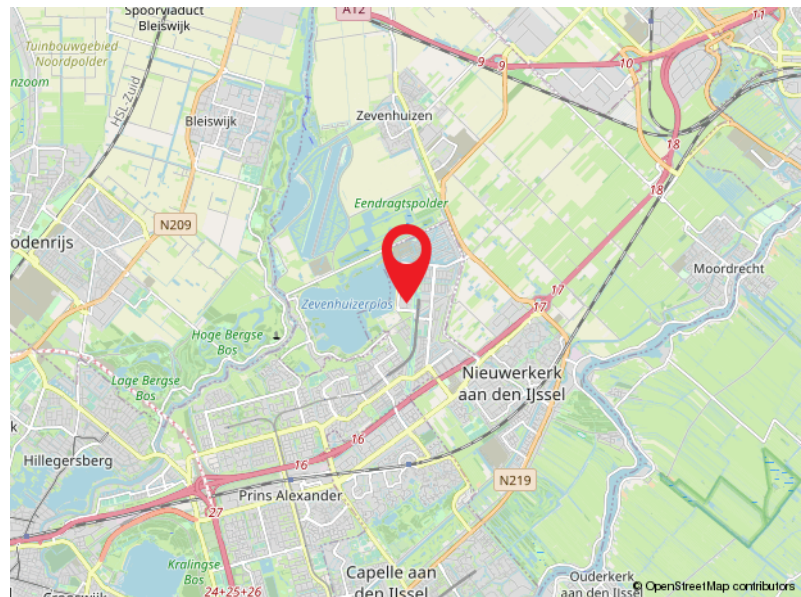 Spoorviaduct
Bleiswijk
A12
11
Tuinbouwgebied
Noordpolder
9
9
10
enzoom
HSL-Zuid
Bleiswijk
Zevenhuizen
18
18
Eendragtspolder
N209
odenrijs
Moordrecht
Zevenhuizerplas
17
17
Hoge Bergse
Bos
Nieuwerkerk
aan den IJssel
Lage Bergse
Bos
k
16
Hillegersberg
16
Prins Alexander
N219
27
Kralingse
Bos
Capelle aan
den IJssel
Ouderkerk
aan den IJssel
24+25+26
© OpenStreetMap contributors